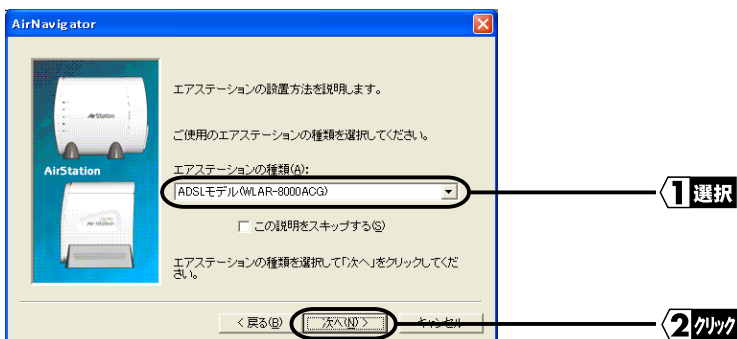 AirNavigator
エアステーションの設置方法を説明します。
ご使用のエアステーションの種類を選択してください。
AirStation
エアステーションの種類(A):
ADSLモデル(WLAR-8000ACG)
1 選択
この説明をスキップする(S)
エアステーションの種類を選択して「次へ」をクリックしてくだ
さい。
< 戻る(B)
次へ(N) >
キャンセル
2 クリック